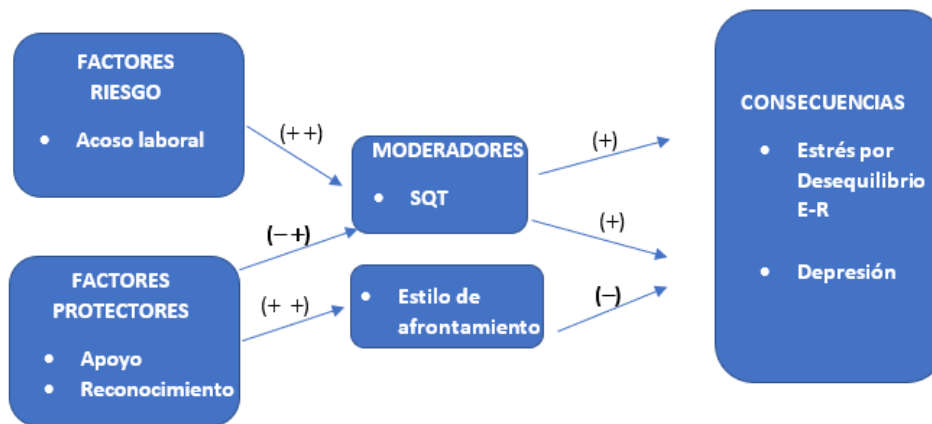 FACTORES
RIESGO
• Acoso laboral
(+ +)
FACTORES
PROTECTORES
• Apoyo
• Reconocimiento
(− +)
(+ +)
MODERADORES
• SQT
• Estilo de
afrontamiento
(+)
(+)
(−)
CONSECUENCIAS
• Estrés por
Desequilibrio
E-R
• Depresión